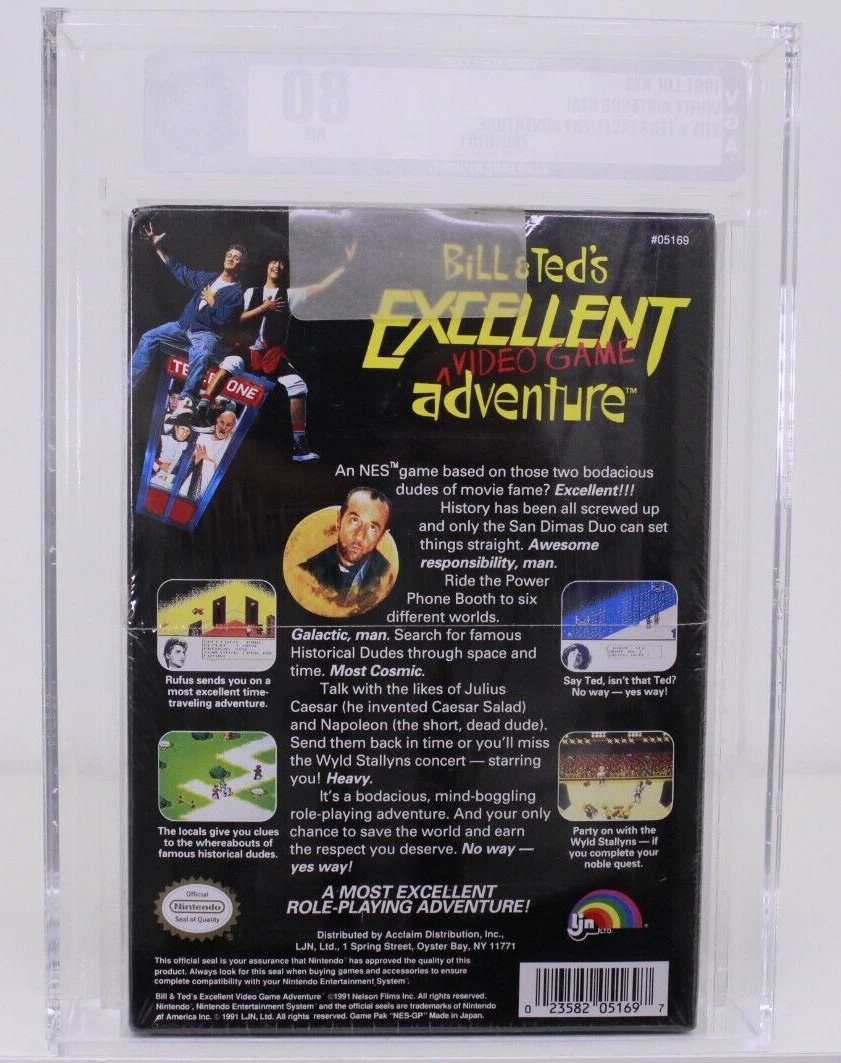 80
#05169
BiLL & Ted's
EXCELLENT
VIDEO GAME
adventure™
TELE ONE
An NES™ game based on those two bodacious
dudes of movie fame? Excellent!!!
History has been all screwed up
and only the San Dimas Duo can set
things straight. Awesome
responsibility, man.
Ride the Power
Phone Booth to six
different worlds.
Galactic, man. Search for famous
Historical Dudes through space and
time. Most Cosmic.
Talk with the likes of Julius
Caesar (he invented Caesar Salad)
and Napoleon (the short, dead dude).
Send them back in time or you'll miss
the Wyld Stallyns concert — starring
you! Heavy.
It's a bodacious, mind-boggling
role-playing adventure. And your only
chance to save the world and earn
the respect you deserve. No way —
yes way!
Rufus sends you on a
most excellent time-
traveling adventure.
The locals give you clues
to the whereabouts of
famous historical dudes.
Say Ted, isn't that Ted?
No way — yes way!
Party on with the
Wyld Stallyns — if
you complete your
noble quest.
A MOST EXCELLENT
ROLE-PLAYING ADVENTURE!
Official
Nintendo
Seal of Quality
Distributed by Acclaim Distribution, Inc.,
LJN, Ltd., 1 Spring Street, Oyster Bay, NY 11771
ljn LTD.
This official seal is your assurance that Nintendo® has approved the quality of this
product. Always look for this seal when buying games and accessories to ensure
complete compatibility with your Nintendo Entertainment System®.
Bill & Ted's Excellent Video Game Adventure™ ©1991 Nelson Films Inc. All rights reserved.
Nintendo®, Nintendo Entertainment System® and the official seals are trademarks of Nintendo
of America Inc. © 1991 LJN, Ltd. All rights reserved. Game Pak "NES-GP" Made in Japan.
0 23582 05169 7